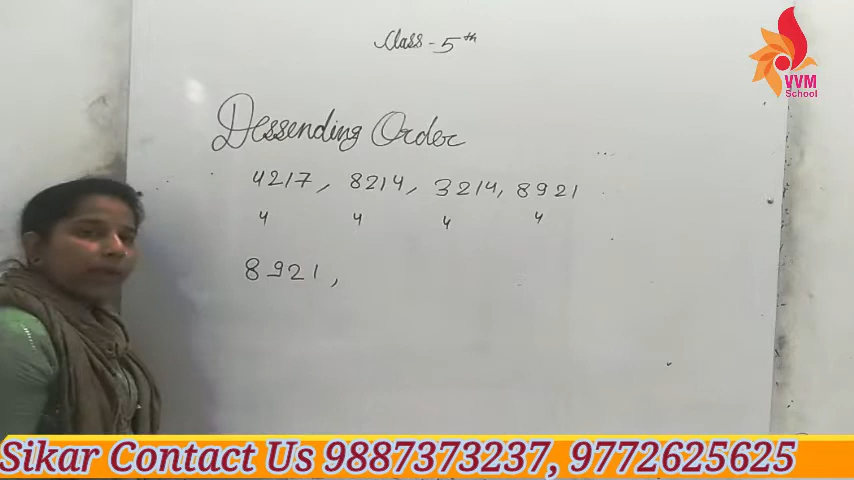 Class - 5th
VVM
School
Dessending Order
4217, 8214, 3214, 8921
4 4 4 4
8921,
Sikar Contact Us 9887373237, 9772625625